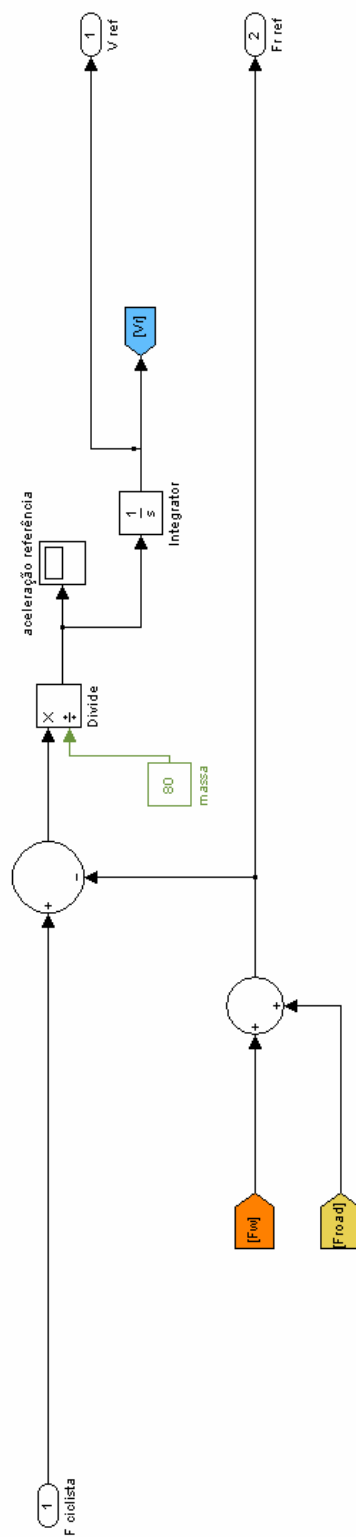 1
F ciclista
[Fw]
[Froad]
+
+
+
-
80
massa
×
÷
Divide
aceleração referência
1
s
Integrator
[Vr]
1
V ref
2
Fr ref